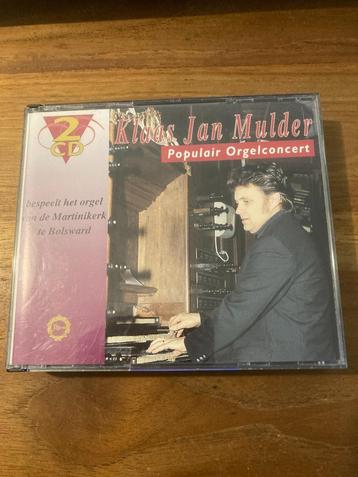 2
CD
Klaas Jan Mulder
Populair Orgelconcert
bespeelt het orgel
van de Martinikerk
te Bolsward